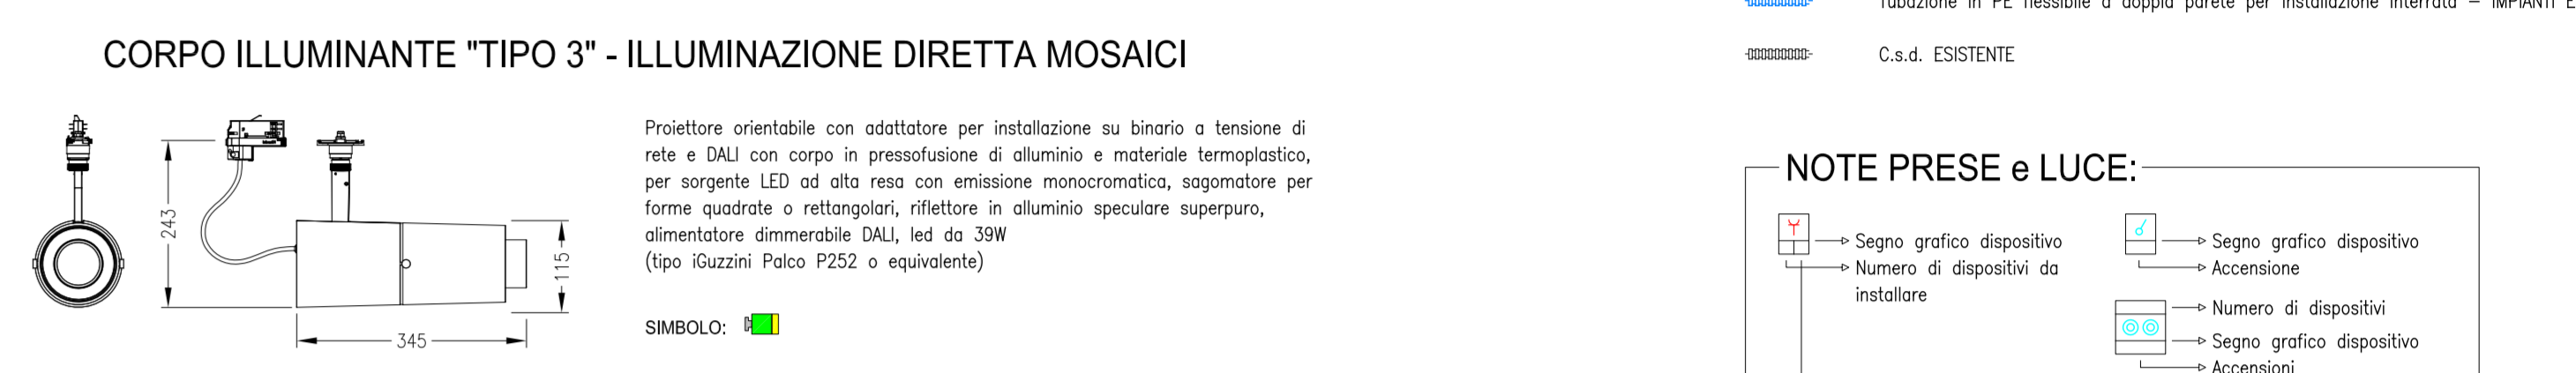 CORPO ILLUMINANTE "TIPO 3" - ILLUMINAZIONE DIRETTA MOSAICI
243
345
115
Proiettore orientabile con adattatore per installazione su binario a tensione di
rete e DALI con corpo in pressofusione di alluminio e materiale termoplastico,
per sorgente LED ad alta resa con emissione monocromatica, sagomatore per
forme quadrate o rettangolari, riflettore in alluminio speculare superpuro,
alimentatore dimmerabile DALI, led da 39W
(tipo iGuzzini Palco P252 o equivalente)
SIMBOLO:
Tubazione in PE flessibile a doppia parete per installazione interrata – IMPIANTI E
C.s.d. ESISTENTE
NOTE PRESE e LUCE:
Segno grafico dispositivo
Numero di dispositivi da
installare
Segno grafico dispositivo
Accensione
Numero di dispositivi
Segno grafico dispositivo
Accensioni